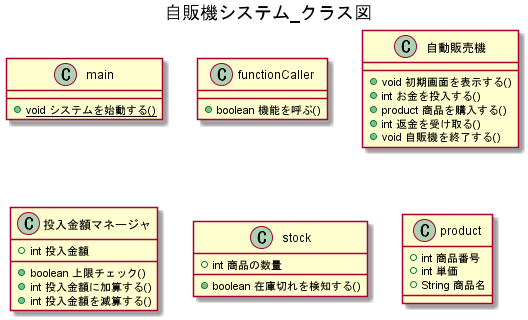 自販機システム_クラス図
C main
void システムを始動する()
C functionCaller
boolean 機能を呼ぶ()
C 自動販売機
void 初期画面を表示する()
int お金を投入する()
product 商品を購入する()
int 返金を受け取る()
void 自販機を終了する()
C 投入金額マネージャ
int 投入金額
boolean 上限チェック()
int 投入金額に加算する()
int 投入金額を減算する()
C stock
int 商品の数量
boolean 在庫切れを検知する()
C product
int 商品番号
int 単価
String 商品名